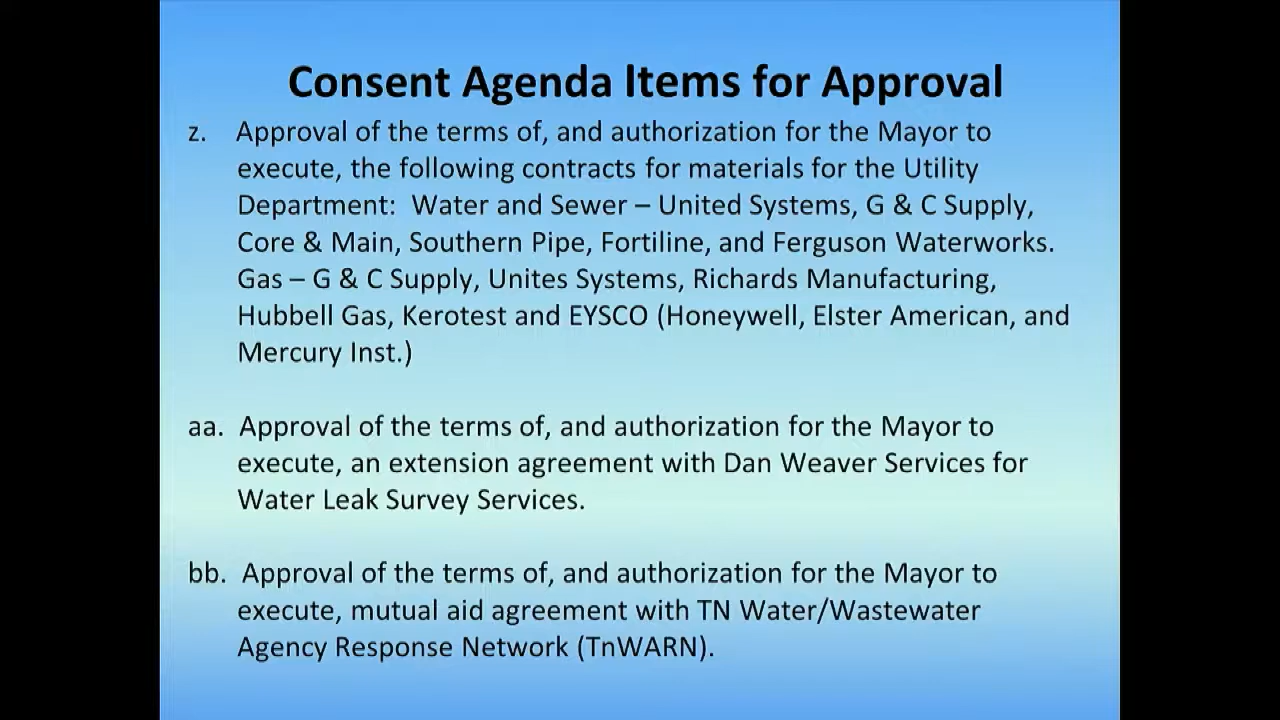 Consent Agenda Items for Approval
z. Approval of the terms of, and authorization for the Mayor to
execute, the following contracts for materials for the Utility
Department: Water and Sewer – United Systems, G & C Supply,
Core & Main, Southern Pipe, Fortiline, and Ferguson Waterworks.
Gas – G & C Supply, Unites Systems, Richards Manufacturing,
Hubbell Gas, Kerotest and EYSCO (Honeywell, Elster American, and
Mercury Inst.)
aa. Approval of the terms of, and authorization for the Mayor to
execute, an extension agreement with Dan Weaver Services for
Water Leak Survey Services.
bb. Approval of the terms of, and authorization for the Mayor to
execute, mutual aid agreement with TN Water/Wastewater
Agency Response Network (TnWARN).